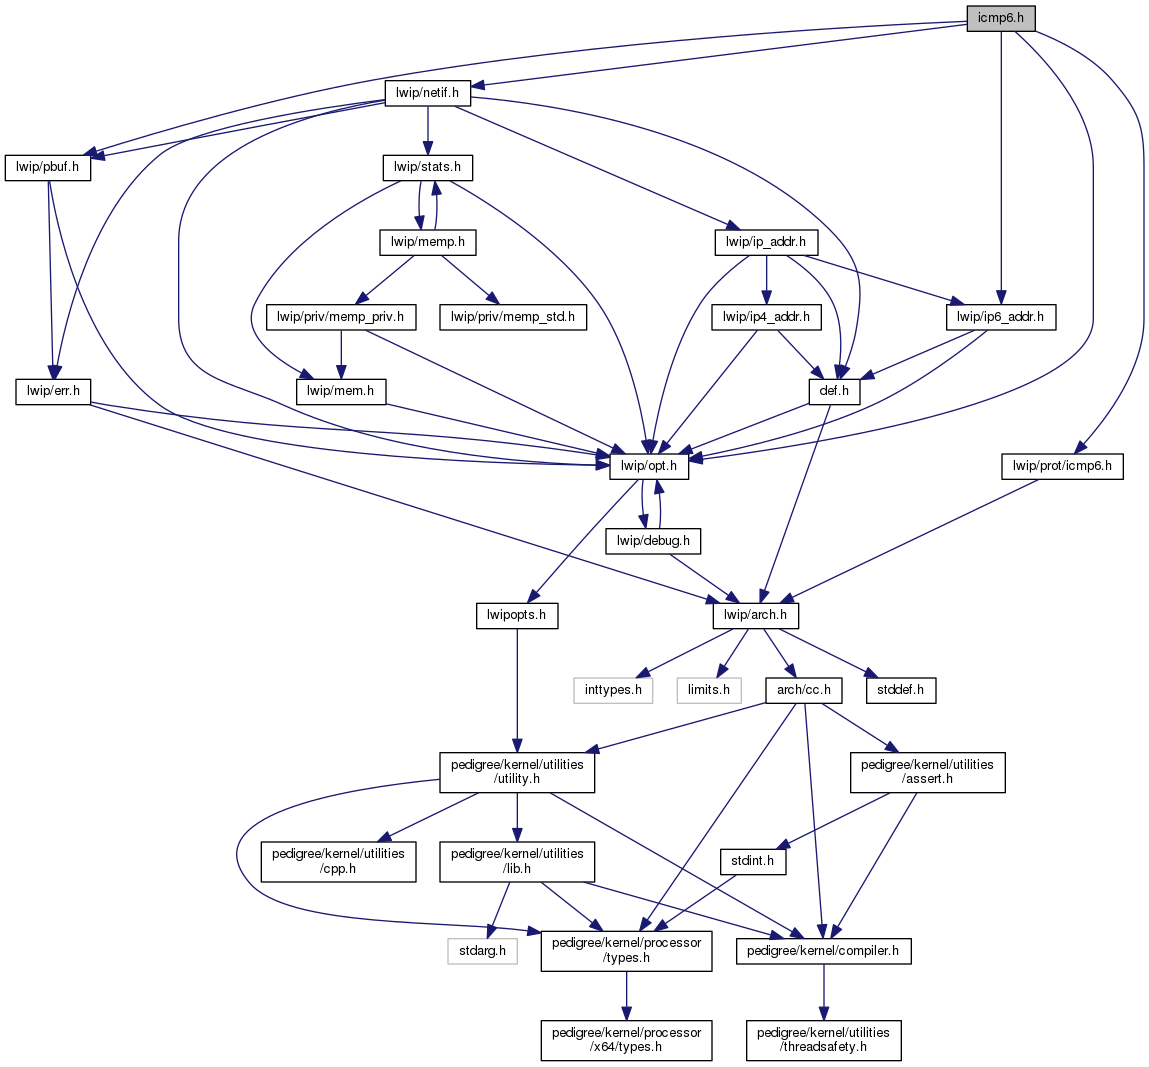 icmp6.h
lwip/netif.h
lwip/pbuf.h
lwip/stats.h
lwip/memp.h
lwip/ip_addr.h
lwip/priv/memp_priv.h
lwip/priv/memp_std.h
lwip/ip4_addr.h
lwip/ip6_addr.h
lwip/err.h
lwip/mem.h
def.h
lwip/opt.h
lwip/prot/icmp6.h
lwip/debug.h
lwipopts.h
lwip/arch.h
inttypes.h
limits.h
arch/cc.h
stddef.h
pedigree/kernel/utilities
/utility.h
pedigree/kernel/utilities
/assert.h
pedigree/kernel/utilities
/cpp.h
pedigree/kernel/utilities
/lib.h
stdint.h
stdarg.h
pedigree/kernel/processor
/types.h
pedigree/kernel/compiler.h
pedigree/kernel/processor
/x64/types.h
pedigree/kernel/utilities
/threadsafety.h